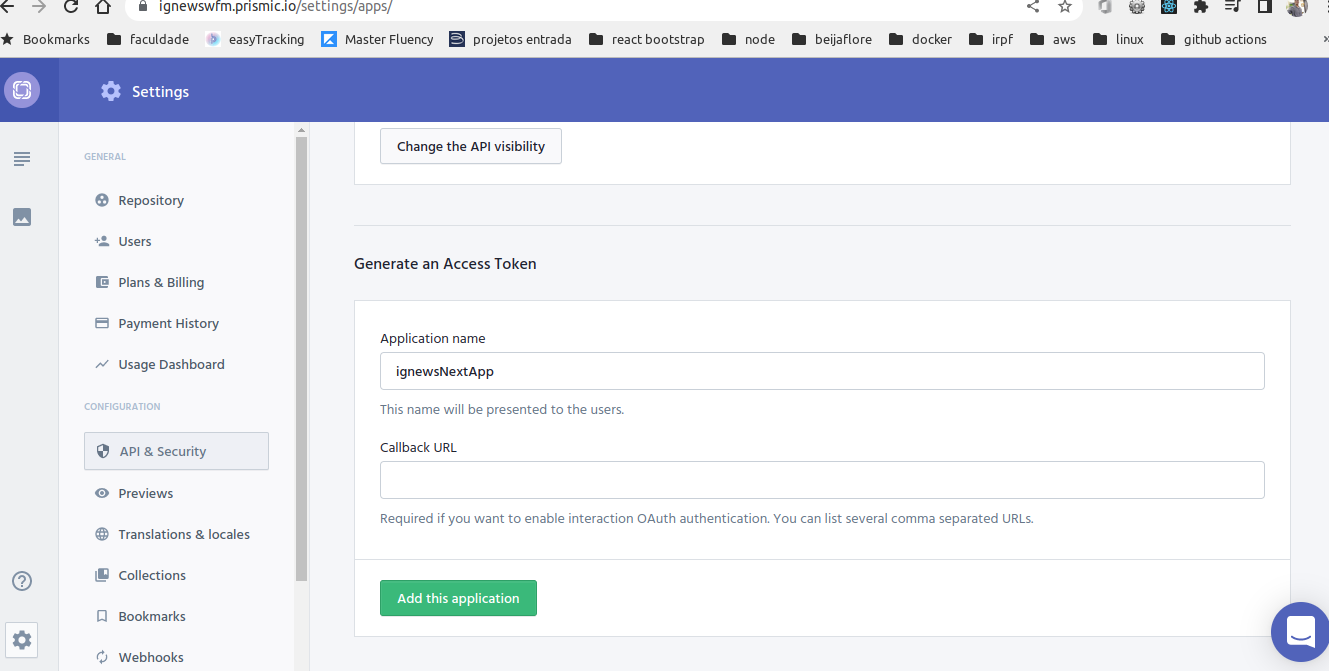 ignewswfm.prismic.io/settings/apps/
Bookmarks faculdade easyTracking Master Fluency projetos entrada react bootstrap node beijaflore docker irpf aws linux github actions »
Settings
GENERAL
Repository
Users
Plans & Billing
Payment History
Usage Dashboard
CONFIGURATION
API & Security
Previews
Translations & locales
Collections
Bookmarks
Webhooks
Change the API visibility
Generate an Access Token
Application name
ignewsNextApp
This name will be presented to the users.
Callback URL
Required if you want to enable interaction OAuth authentication. You can list several comma separated URLs.
Add this application